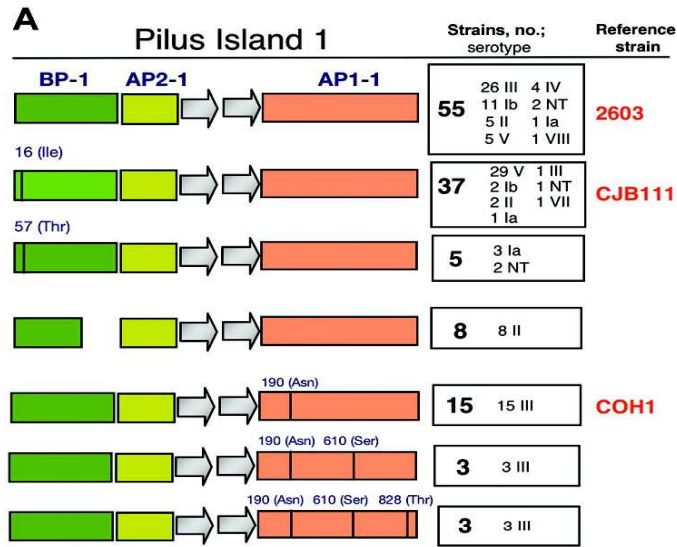 A
Pilus Island 1
Strains, no.;
serotype
Reference
strain
BP-1 AP2-1 AP1-1
55
26 III 4 IV
11 Ib 2 NT
5 II 1 Ia
5 V 1 VIII
2603
16 (Ile)
37
29 V 1 III
2 Ib 1 NT
2 II 1 VII
1 Ia
CJB111
57 (Thr)
5
3 Ia
2 NT
8 8 II
190 (Asn)
15 15 III
COH1
190 (Asn) 610 (Ser)
3 3 III
190 (Asn) 610 (Ser) 828 (Thr)
3 3 III